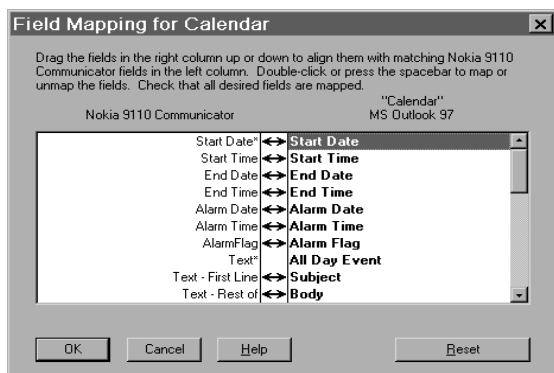 Field Mapping for Calendar
Drag the fields in the right column up or down to align them with matching Nokia 9110
Communicator fields in the left column. Double-click or press the spacebar to map or
unmap the fields. Check that all desired fields are mapped.
"Calendar"
Nokia 9110 Communicator MS Outlook 97
Start Date* Start Date
Start Time Start Time
End Date End Date
End Time End Time
Alarm Date Alarm Date
Alarm Time Alarm Time
AlarmFlag Alarm Flag
Text* All Day Event
Text - First Line Subject
Text - Rest of Body
OK Cancel Help Reset